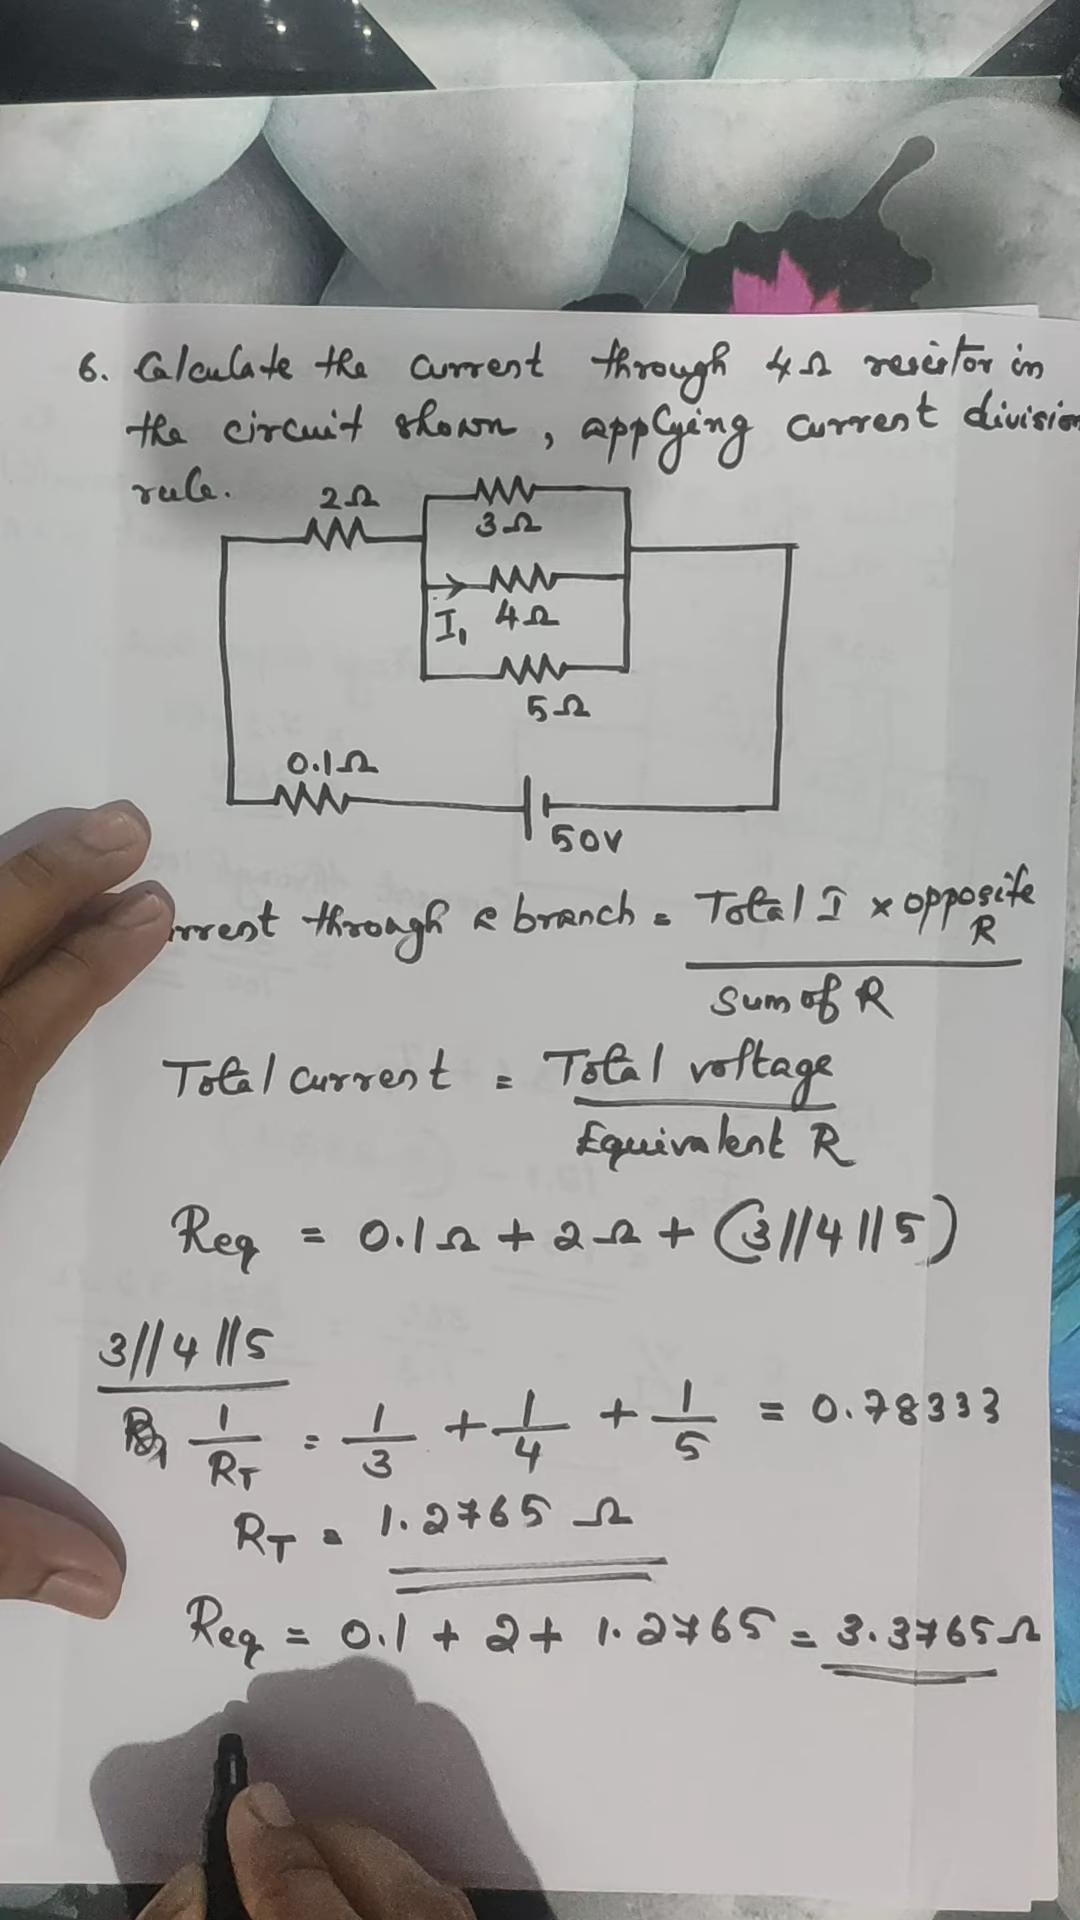 6. Calculate the current through 4Ω resistor in
the circuit shown, applying current division
rule.
2Ω
3Ω
I₁ 4Ω
5Ω
0.1Ω
50V
rrent through a branch = Total I × opposite R
Sum of R
Total current = Total voltage
Equivalent R
Req = 0.1Ω + 2Ω + (3//4//5)
3//4//5
1/RT = 1/3 + 1/4 + 1/5 = 0.78333
RT = 1.2765 Ω
Req = 0.1 + 2 + 1.2765 = 3.3765Ω